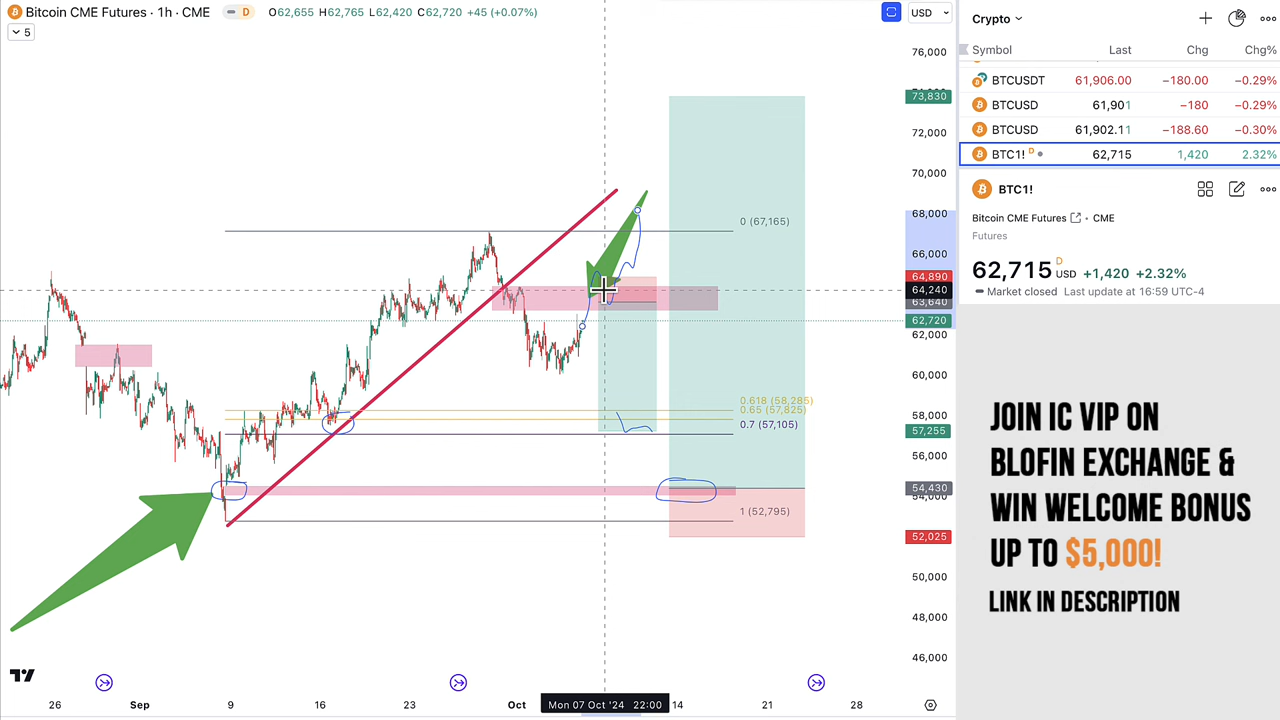 Bitcoin CME Futures · 1h · CME
D
O62,655 H62,765 L62,420 C62,720 +45 (+0.07%)
5
USD
76,000
73,830
72,000
70,000
68,000
66,000
64,890
64,240
63,640
62,720
62,000
60,000
58,000
57,255
56,000
54,430
54,000
52,025
50,000
48,000
46,000
0 (67,165)
0.618 (58,285)
0.65 (57,825)
0.7 (57,105)
1 (52,795)
26
Sep
9
16
23
Oct
Mon 07 Oct '24 22:00
14
21
28
Crypto
Symbol Last Chg Chg%
BTCUSDT 61,906.00 −180.00 −0.29%
BTCUSD 61,901 −180 −0.29%
BTCUSD 61,902.11 −188.60 −0.30%
BTC1! D 62,715 1,420 2.32%
BTC1!
Bitcoin CME Futures · CME
Futures
62,715 D USD +1,420 +2.32%
Market closed Last update at 16:59 UTC-4
JOIN IC VIP ON
BLOFIN EXCHANGE &
WIN WELCOME BONUS
UP TO $5,000!
LINK IN DESCRIPTION